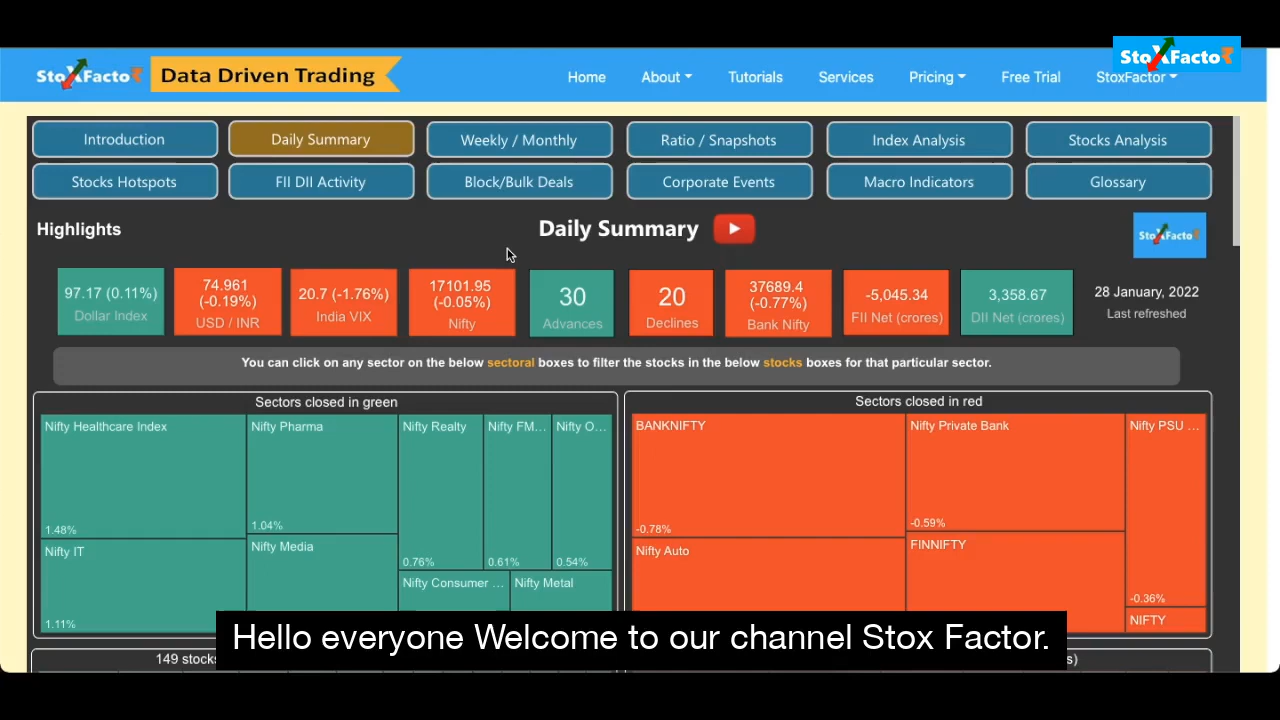 StoXFactor
StoXFactor Data Driven Trading Home About Tutorials Services Pricing Free Trial StoxFactor
Introduction Daily Summary Weekly / Monthly Ratio / Snapshots Index Analysis Stocks Analysis
Stocks Hotspots FII DII Activity Block/Bulk Deals Corporate Events Macro Indicators Glossary
Highlights Daily Summary StoXFactor
97.17 (0.11%)
Dollar Index
74.961
(-0.19%)
USD / INR
20.7 (-1.76%)
India VIX
17101.95
(-0.05%)
Nifty
30
Advances
20
Declines
37689.4
(-0.77%)
Bank Nifty
-5,045.34
FII Net (crores)
3,358.67
DII Net (crores)
28 January, 2022
Last refreshed
You can click on any sector on the below sectoral boxes to filter the stocks in the below stocks boxes for that particular sector.
Sectors closed in green
Nifty Healthcare Index
1.48%
Nifty Pharma
1.04%
Nifty Realty
0.76%
Nifty FM...
0.61%
Nifty O...
0.54%
Nifty IT
1.11%
Nifty Media
Nifty Consumer ...
Nifty Metal
Sectors closed in red
BANKNIFTY
-0.78%
Nifty Private Bank
-0.59%
Nifty PSU ...
-0.36%
Nifty Auto
FINNIFTY
NIFTY
149 stocks
Hello everyone Welcome to our channel Stox Factor.